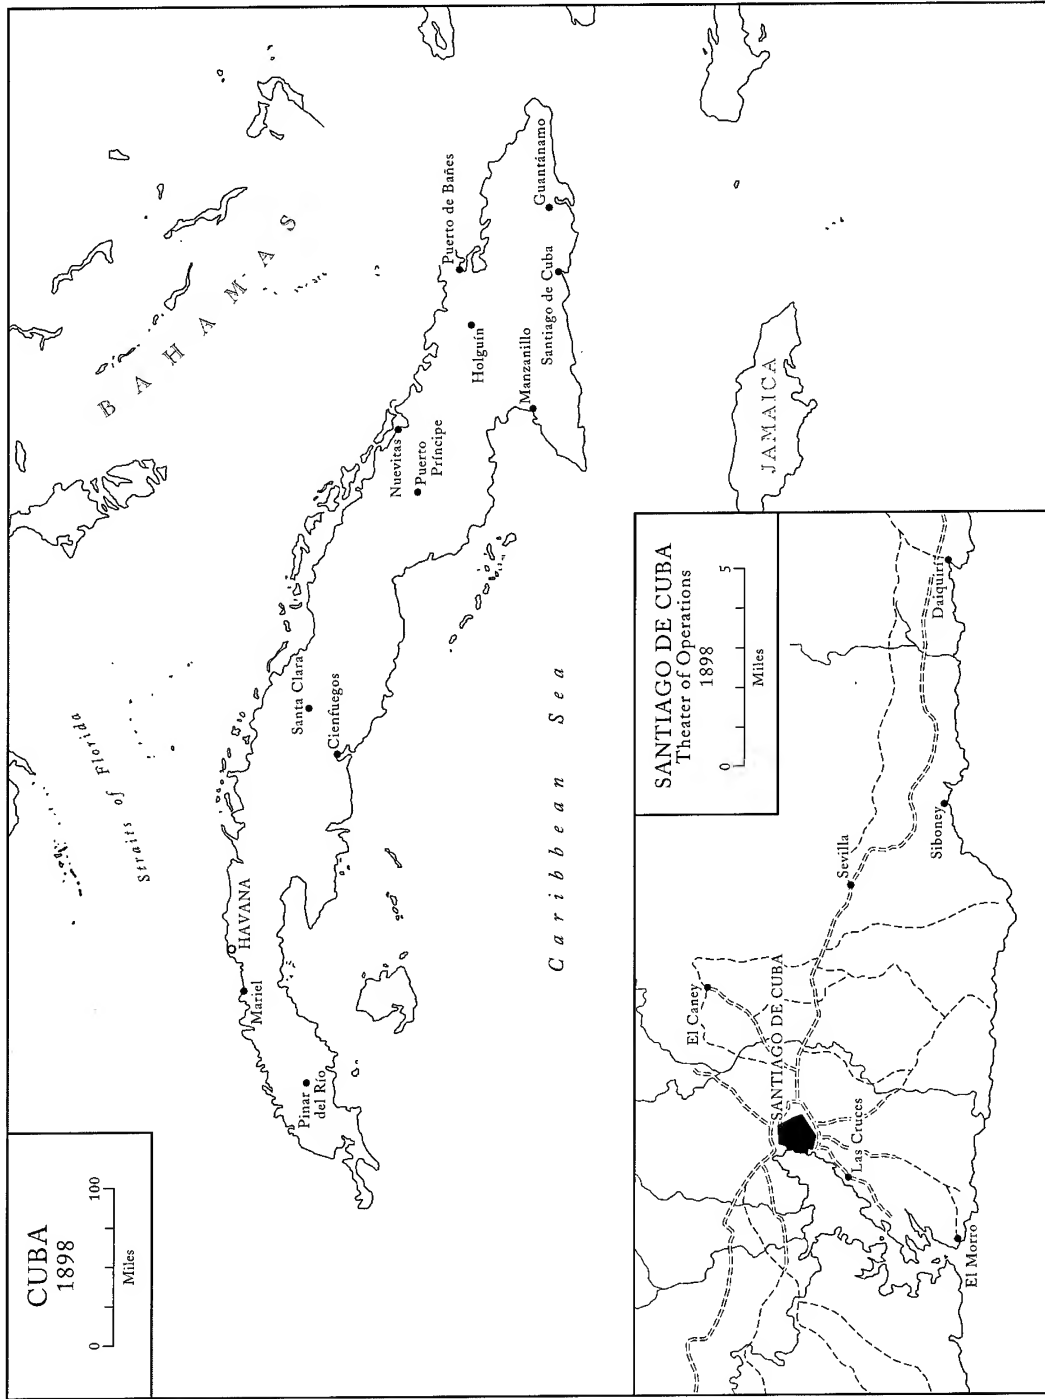 CUBA
1898
0
100
Miles
Straits of Florida
BAHAMAS
HAVANA
Mariel
Pinar
del Río
Santa Clara
Cienfuegos
Nuevitas
Puerto
Príncipe
Puerto de Bañes
Holguín
Manzanillo
Santiago de Cuba
Guantánamo
Caribbean Sea
JAMAICA
SANTIAGO DE CUBA
Theater of Operations
1898
0
5
Miles
El Caney
SANTIAGO DE CUBA
Las Cruces
El Morro
Sevilla
Siboney
Daiquirí